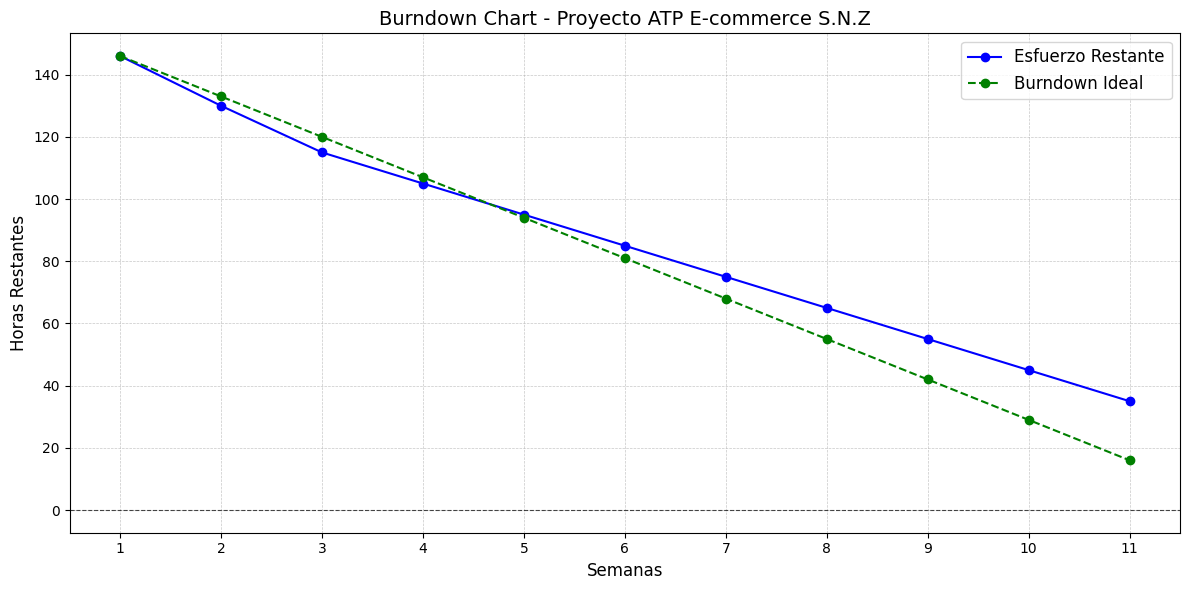 Burndown Chart - Proyecto ATP E-commerce S.N.Z
Esfuerzo Restante
Burndown Ideal
Horas Restantes
140
120
100
80
60
40
20
0
1 2 3 4 5 6 7 8 9 10 11
Semanas